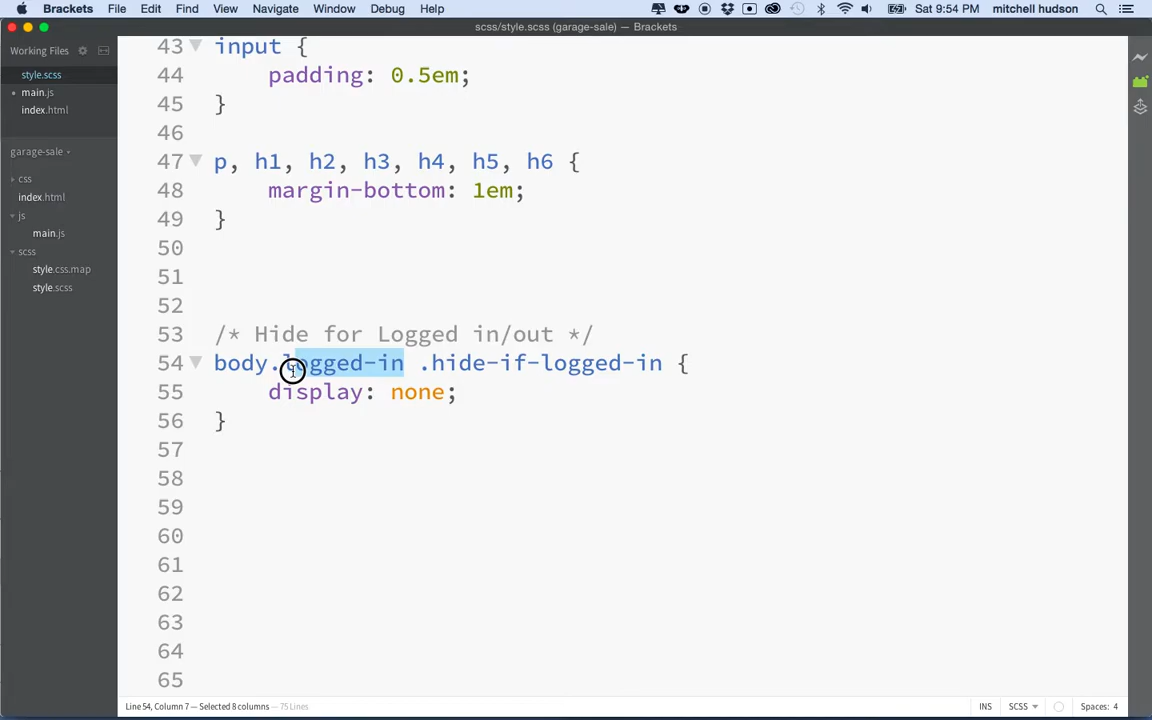 Brackets File Edit Find View Navigate Window Debug Help Sat 9:54 PM mitchell hudson
scss/style.scss (garage-sale) — Brackets
Working Files
style.scss
main.js
index.html
garage-sale
css
index.html
js
main.js
scss
style.css.map
style.scss
43 input {
44 padding: 0.5em;
45 }
46
47 p, h1, h2, h3, h4, h5, h6 {
48 margin-bottom: 1em;
49 }
50
51
52
53 /* Hide for Logged in/out */
54 body.logged-in .hide-if-logged-in {
55 display: none;
56 }
57
58
59
60
61
62
63
64
65
Line 54, Column 7 — Selected 8 columns — 75 Lines INS SCSS Spaces: 4